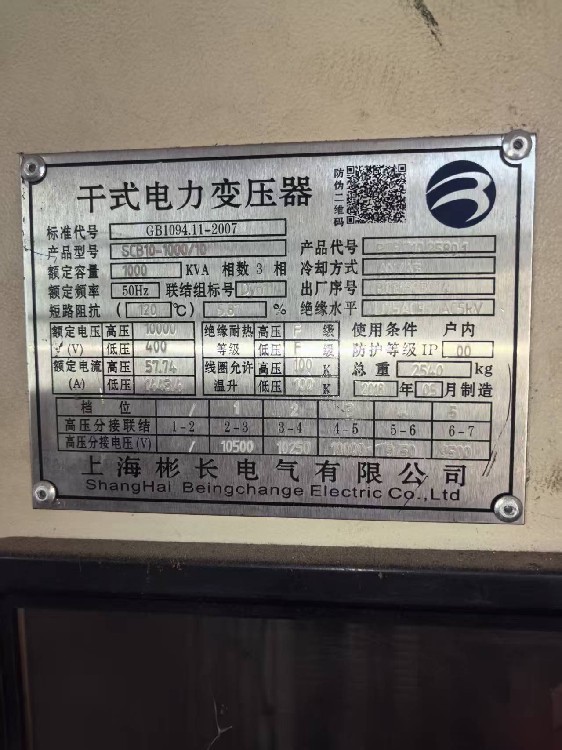 干式电力变压器
防伪二维码
标准代号 GB1094.11-2007
产品型号 SCB10-1000/10 产品代号
额定容量 1000 KVA 相数 3 相 冷却方式
额定频率 50Hz 联结组标号 出厂序号
短路阻抗 (120℃) % 绝缘水平
额定电压 (V) 高压 10000 低压 400
绝缘耐热等级 高压 F 级 低压 F 级
使用条件 户内
防护等级 IP 00
额定电流 (A) 高压 57.74 低压
线圈允许温升 高压 100 K 低压 100 K
总重 2540 kg
年 05 月制造
档位 / 1 2 5
高压分接联结 1-2 2-3 3-4 4-5 5-6 6-7
高压分接电压(V) / 10500 10250 10000
上海彬长电气有限公司
ShangHai Beingchange Electric Co.,Ltd